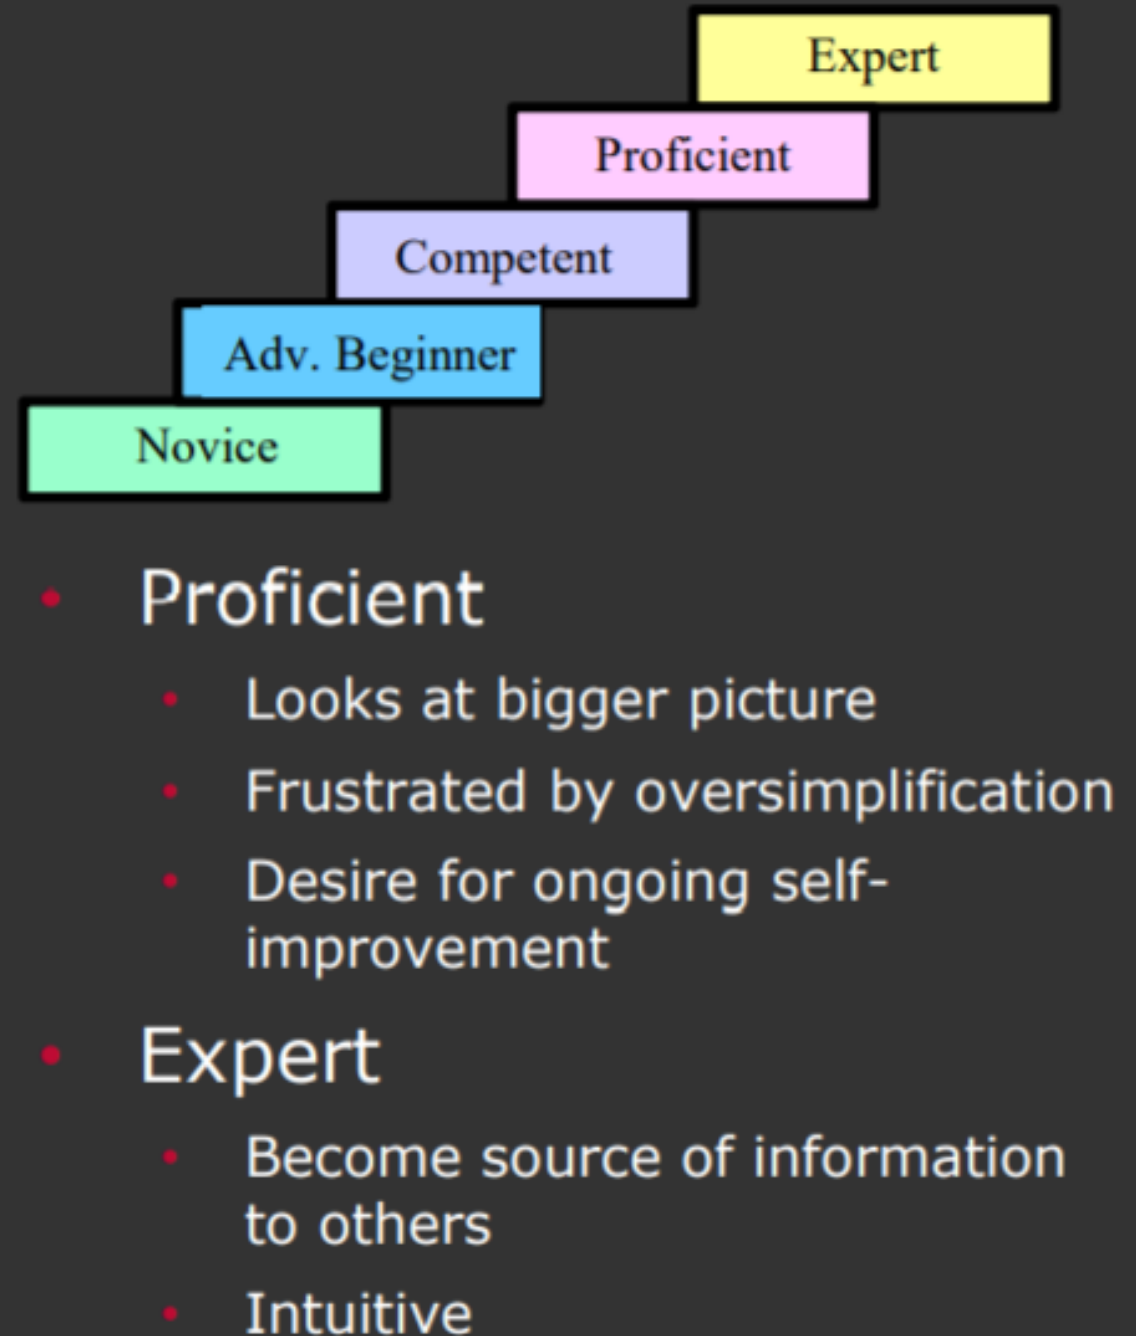 Expert
Proficient
Competent
Adv. Beginner
Novice
• Proficient
• Looks at bigger picture
• Frustrated by oversimplification
• Desire for ongoing self-
improvement
• Expert
• Become source of information
to others
• Intuitive